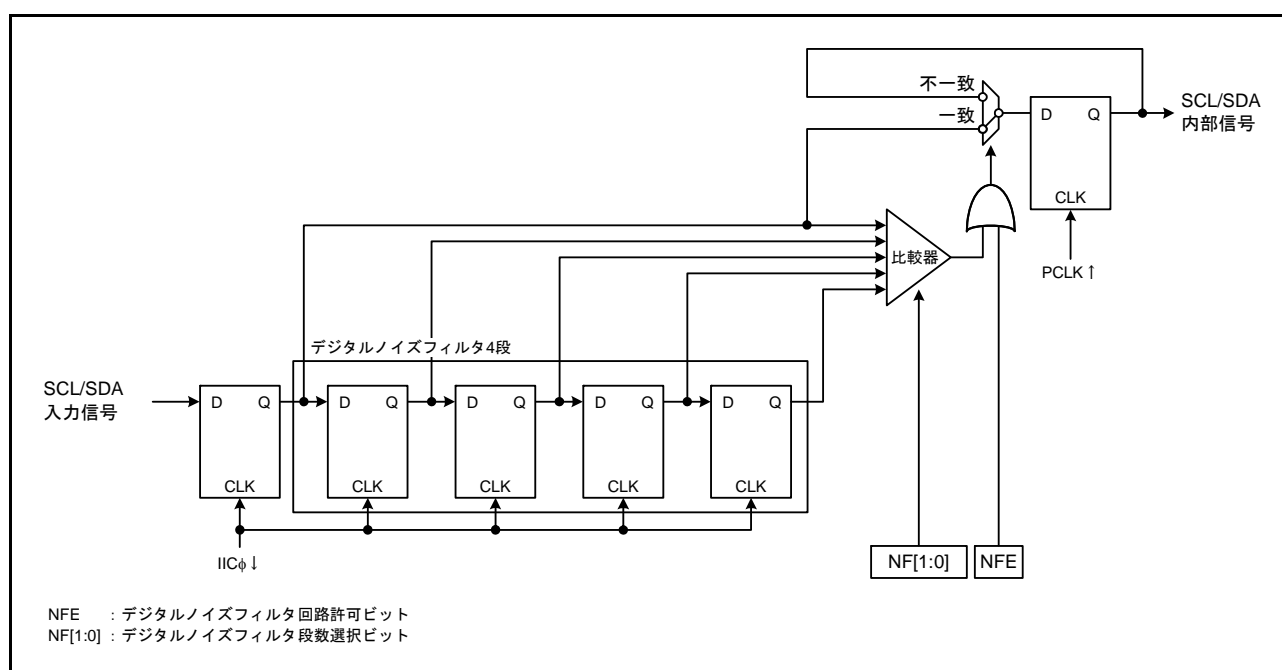 不一致
一致
D Q
CLK
PCLK↑
SCL/SDA
内部信号
比較器
デジタルノイズフィルタ4段
SCL/SDA
入力信号
D Q
CLK
D Q
CLK
D Q
CLK
D Q
CLK
D Q
CLK
IICφ↓
NF[1:0]
NFE
NFE : デジタルノイズフィルタ回路許可ビット
NF[1:0] : デジタルノイズフィルタ段数選択ビット